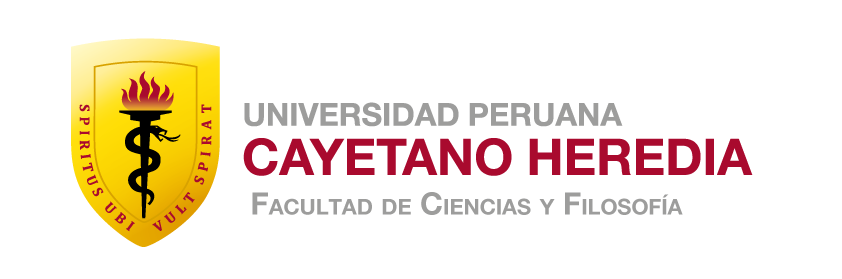 SPIRITUS UBI VULT SPIRAT
UNIVERSIDAD PERUANA
CAYETANO HEREDIA
FACULTAD DE CIENCIAS Y FILOSOFÍA